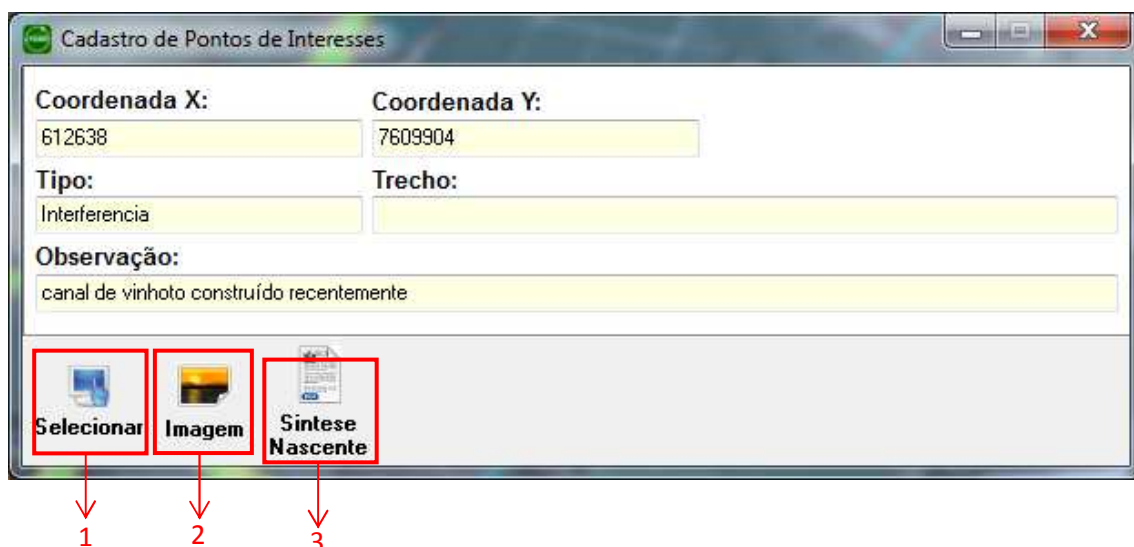 Cadastro de Pontos de Interesses
Coordenada X: Coordenada Y:
612638 7609904
Tipo: Trecho:
Interferencia
Observação:
canal de vinhoto construído recentemente
Selecionar Imagem Sintese
Nascente
1 2 3